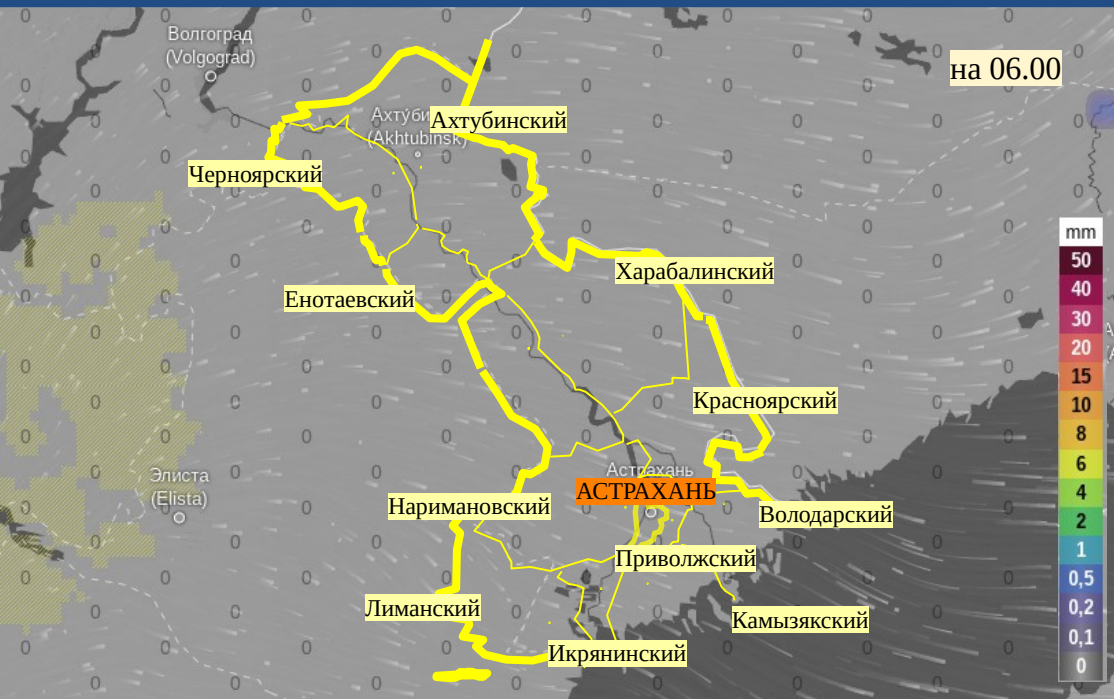 Волгоград
(Volgograd)
на 06.00
Ахтубинский
(Akhtubinsk)
Черноярский
mm
50
40
30
20
15
10
8
6
4
2
1
0,5
0,2
0,1
0
Харабалинский
Енотаевский
Красноярский
Элиста
(Elista)
Астрахань
АСТРАХАНЬ
Наримановский
Володарский
Приволжский
Лиманский
Камызякский
Икрянинский